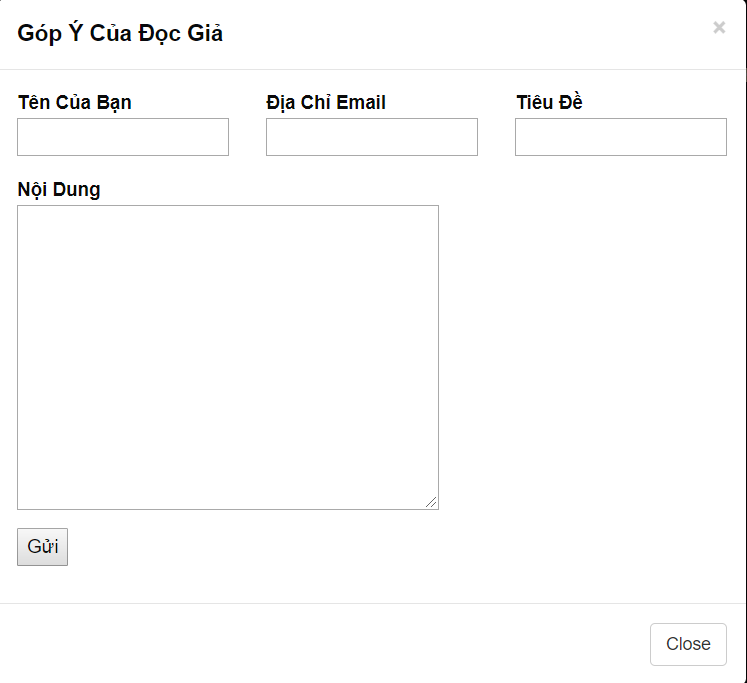 Góp Ý Của Đọc Giả
×
Tên Của Bạn Địa Chỉ Email Tiêu Đề
Nội Dung
Gửi
Close